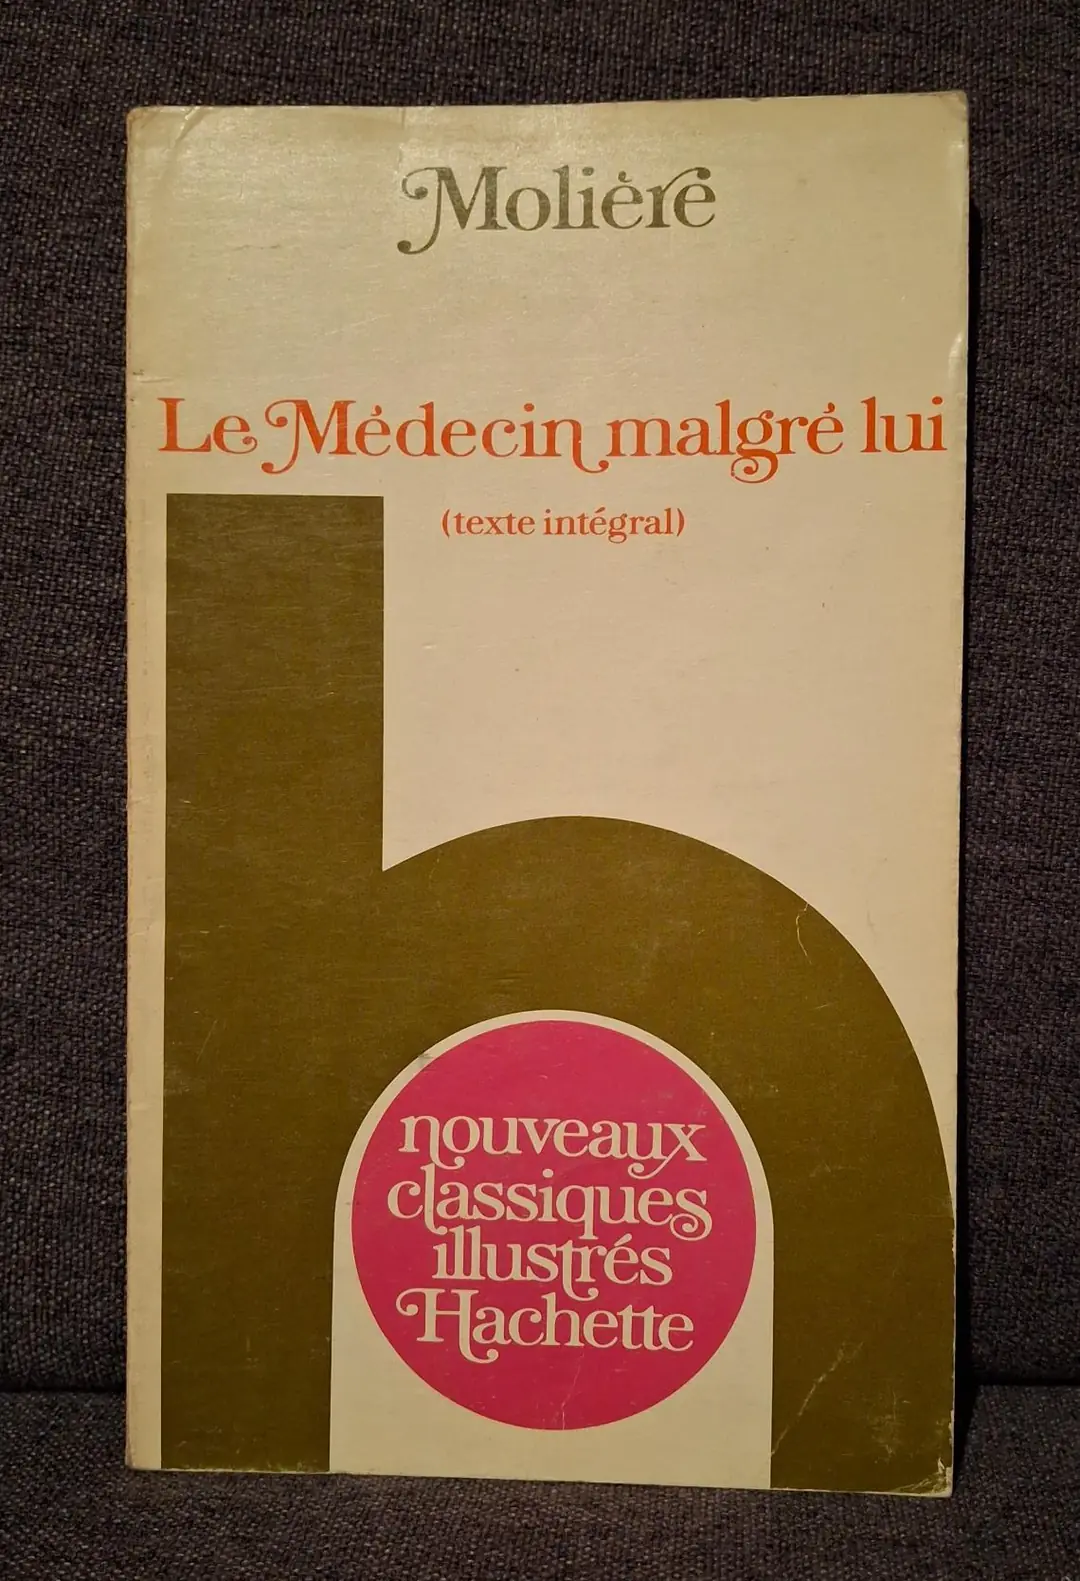 Molière
Le Médecin malgré lui
(texte intégral)
h
nouveaux
classiques
illustrés
Hachette